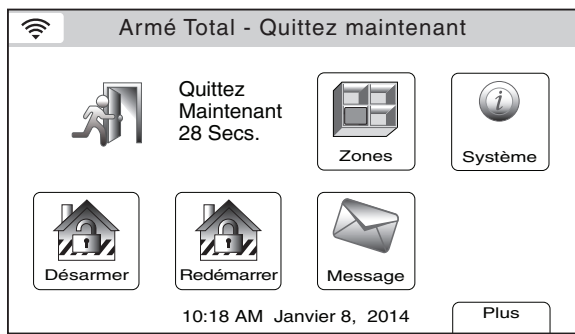 Armé Total - Quittez maintenant
Quittez
Maintenant
28 Secs.
Zones
Système
Désarmer
Redémarrer
Message
10:18 AM Janvier 8, 2014
Plus